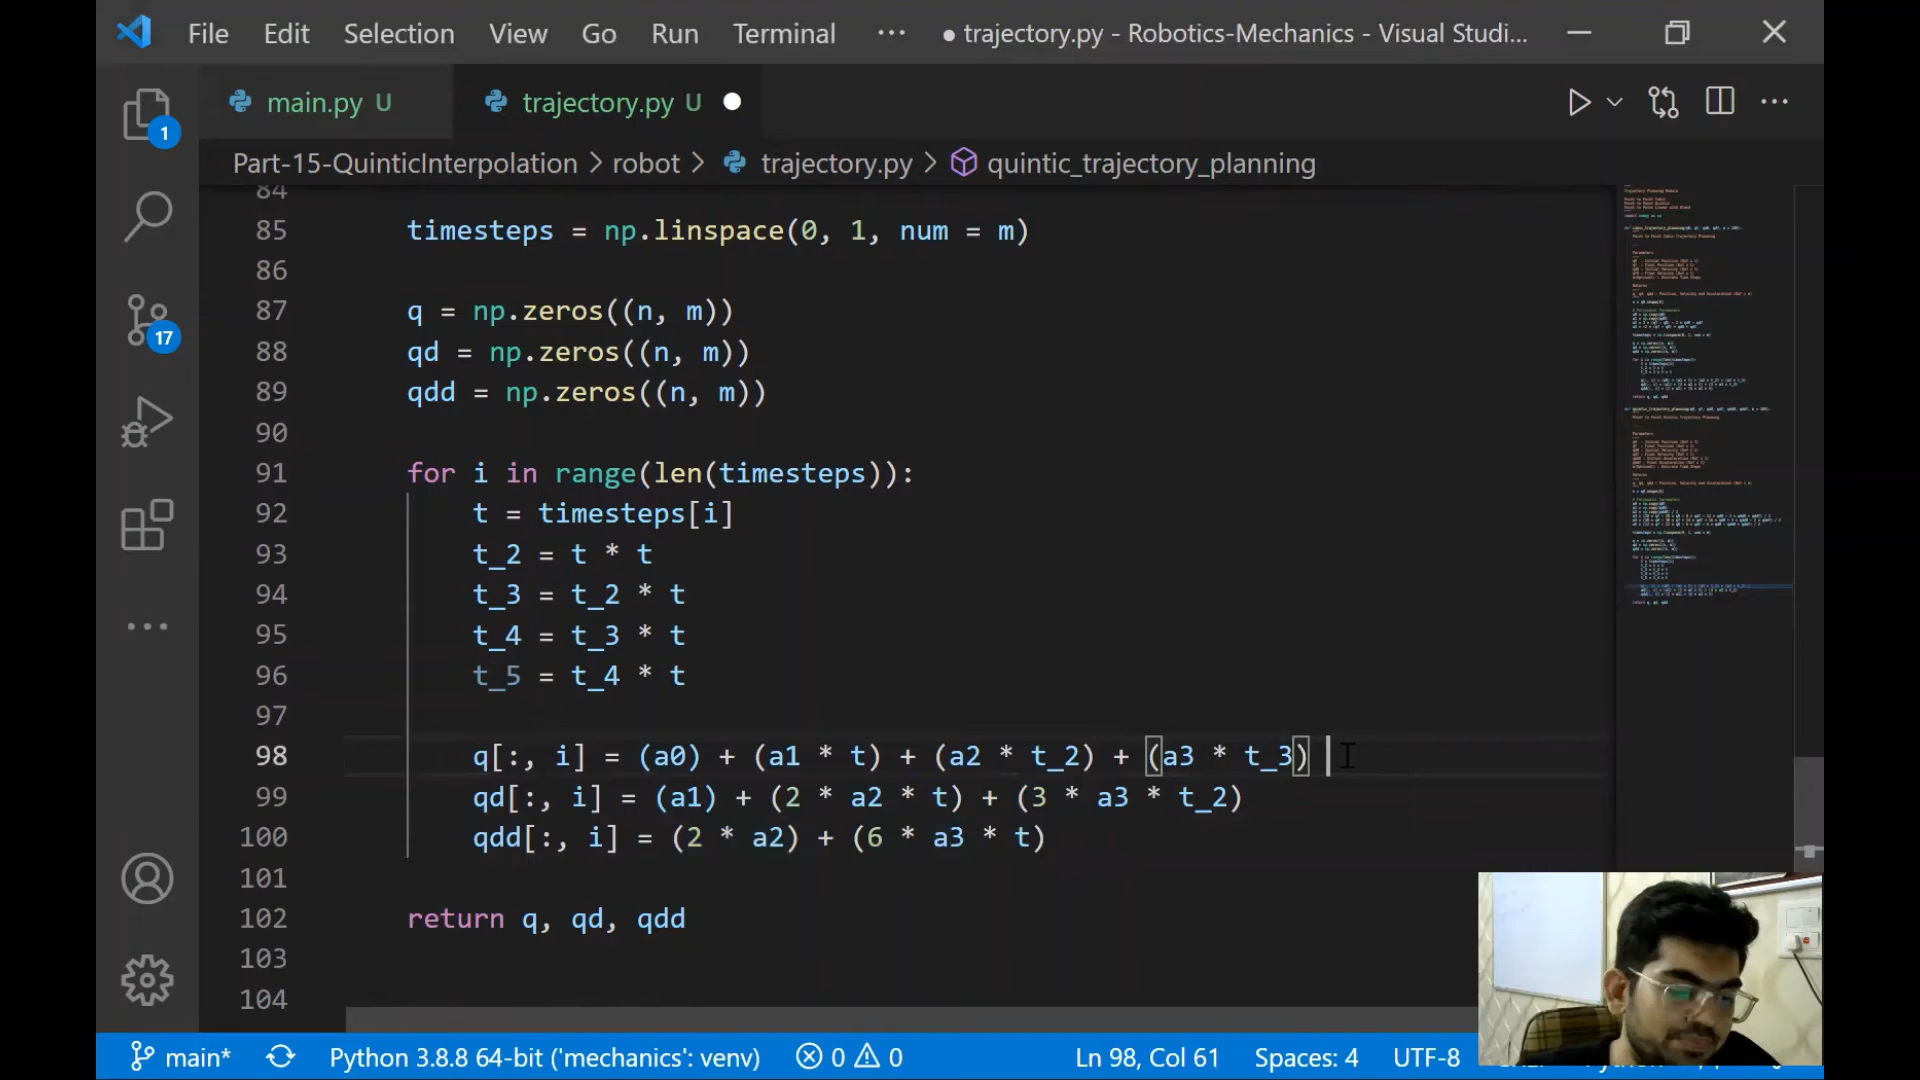 File Edit Selection View Go Run Terminal ··· ● trajectory.py - Robotics-Mechanics - Visual Studi...
main.py U trajectory.py U
Part-15-QuinticInterpolation > robot > trajectory.py > quintic_trajectory_planning
1
17
84
85 timesteps = np.linspace(0, 1, num = m)
86
87 q = np.zeros((n, m))
88 qd = np.zeros((n, m))
89 qdd = np.zeros((n, m))
90
91 for i in range(len(timesteps)):
92 t = timesteps[i]
93 t_2 = t * t
94 t_3 = t_2 * t
95 t_4 = t_3 * t
96 t_5 = t_4 * t
97
98 q[:, i] = (a0) + (a1 * t) + (a2 * t_2) + (a3 * t_3)
99 qd[:, i] = (a1) + (2 * a2 * t) + (3 * a3 * t_2)
100 qdd[:, i] = (2 * a2) + (6 * a3 * t)
101
102 return q, qd, qdd
103
104
main* Python 3.8.8 64-bit ('mechanics': venv) 0 0 Ln 98, Col 61 Spaces: 4 UTF-8